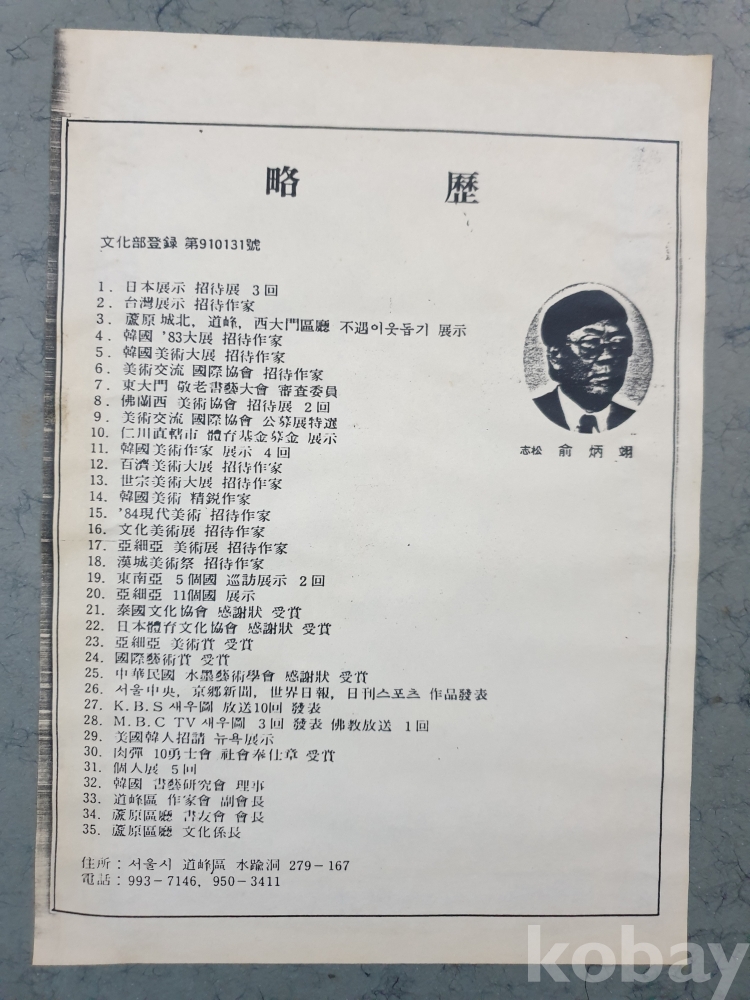 略 歷
文化部登録 第910131號
1. 日本展示 招待展 3回
2. 台灣展示 招待作家
3. 蘆原城北, 道峰, 西大門區廳 不遇이웃돕기 展示
4. 韓國 '83大展 招待作家
5. 韓國美術大展 招待作家
6. 美術交流 國際協會 招待作家
7. 東大門 敬老書藝大會 審査委員
8. 佛蘭西 美術協會 招待展 2回
9. 美術交流 國際協會 公募展特選
10. 仁川直轄市 體育基金募金 展示
11. 韓國美術作家 展示 4回
12. 百濟美術大展 招待作家
13. 世宗美術大展 招待作家
14. 韓國美術 精鋭作家
15. '84現代美術 招待作家
16. 文化美術展 招待作家
17. 亞細亞 美術展 招待作家
18. 漢城美術祭 招待作家
19. 東南亞 5個國 巡訪展示 2回
20. 亞細亞 11個國 展示
21. 泰國文化協會 感謝狀 受賞
22. 日本體育文化協會 感謝狀 受賞
23. 亞細亞 美術賞 受賞
24. 國際藝術賞 受賞
25. 中華民國 水墨藝術學會 感謝狀 受賞
26. 서울中央, 京鄕新聞, 世界日報, 日刊스포츠 作品發表
27. K.B.S 새우圖 放送10回 發表
28. M.B.C TV 새우圖 3回 發表 佛敎放送 1回
29. 美國韓人招請 뉴욕展示
30. 肉彈 10勇士會 社會奉仕章 受賞
31. 個人展 5回
32. 韓國 書藝硏究會 理事
33. 道峰區 作家會 副會長
34. 蘆原區廳 書友會 會長
35. 蘆原區廳 文化係長
志松 俞炳翊
住所 : 서울시 道峰區 水踰洞 279-167
電話 : 993-7146, 950-3411
kobay